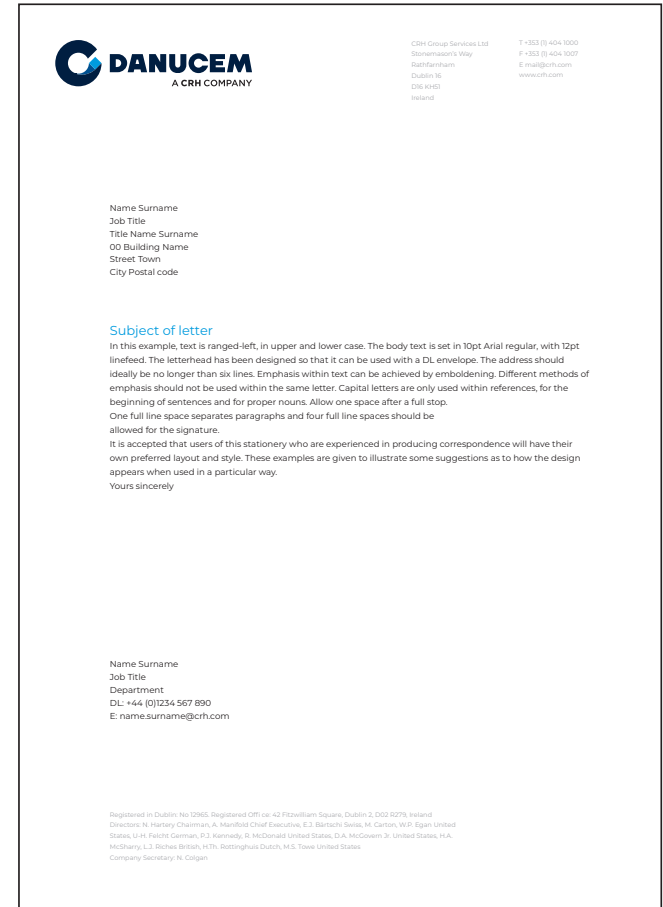 DANUCEM
A CRH COMPANY
CRH Group Services Ltd
Stonemason's Way
Rathfarnham
Dublin 16
D16 KH51
Ireland
T +353 (1) 404 1000
F +353 (1) 404 1007
E mail@crh.com
www.crh.com
Name Surname
Job Title
Title Name Surname
00 Building Name
Street Town
City Postal code
Subject of letter
In this example, text is ranged-left, in upper and lower case. The body text is set in 10pt Arial regular, with 12pt
linefeed. The letterhead has been designed so that it can be used with a DL envelope. The address should
ideally be no longer than six lines. Emphasis within text can be achieved by emboldening. Different methods of
emphasis should not be used within the same letter. Capital letters are only used within references, for the
beginning of sentences and for proper nouns. Allow one space after a full stop.
One full line space separates paragraphs and four full line spaces should be
allowed for the signature.
It is accepted that users of this stationery who are experienced in producing correspondence will have their
own preferred layout and style. These examples are given to illustrate some suggestions as to how the design
appears when used in a particular way.
Yours sincerely
Name Surname
Job Title
Department
DL: +44 (0)1234 567 890
E: name.surname@crh.com
Registered in Dublin: No 12965. Registered Offi ce: 42 Fitzwilliam Square, Dublin 2, D02 R279, Ireland
Directors: N. Hartery Chairman, A. Manifold Chief Executive, E.J. Bärtschi Swiss, M. Carton, W.P. Egan United
States, U-H. Felcht German, P.J. Kennedy, R. McDonald United States, D.A. McGovern Jr. United States, H.A.
McSharry, L.J. Riches British, H.Th. Rottinghuis Dutch, M.S. Towe United States
Company Secretary: N. Colgan